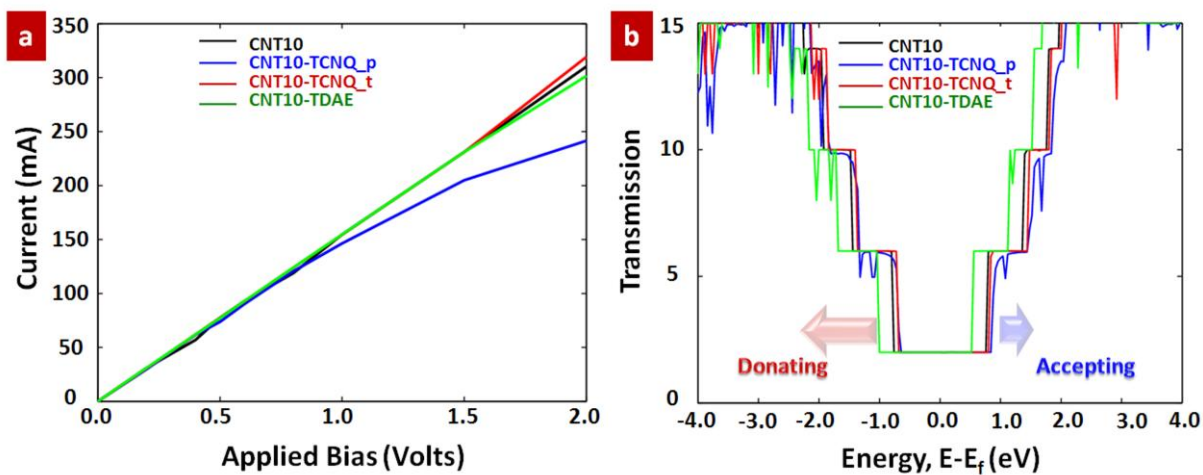 a
350
300
250
200
150
100
50
0
0.0 0.5 1.0 1.5 2.0
Current (mA)
Applied Bias (Volts)
CNT10
CNT10-TCNQ_p
CNT10-TCNQ_t
CNT10-TDAE
b
15
10
5
0
-4.0 -3.0 -2.0 -1.0 0.0 1.0 2.0 3.0 4.0
Transmission
Energy, E-Ef (eV)
CNT10
CNT10-TCNQ_p
CNT10-TCNQ_t
CNT10-TDAE
Donating
Accepting